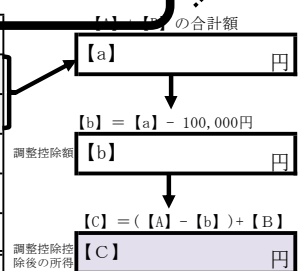 の合計額
【a】
円
【b】＝【a】－100,000円
調整控除額
【b】
円
【C】＝(【A】－【b】)+【B】
調整控除控
除後の所得
【C】
円